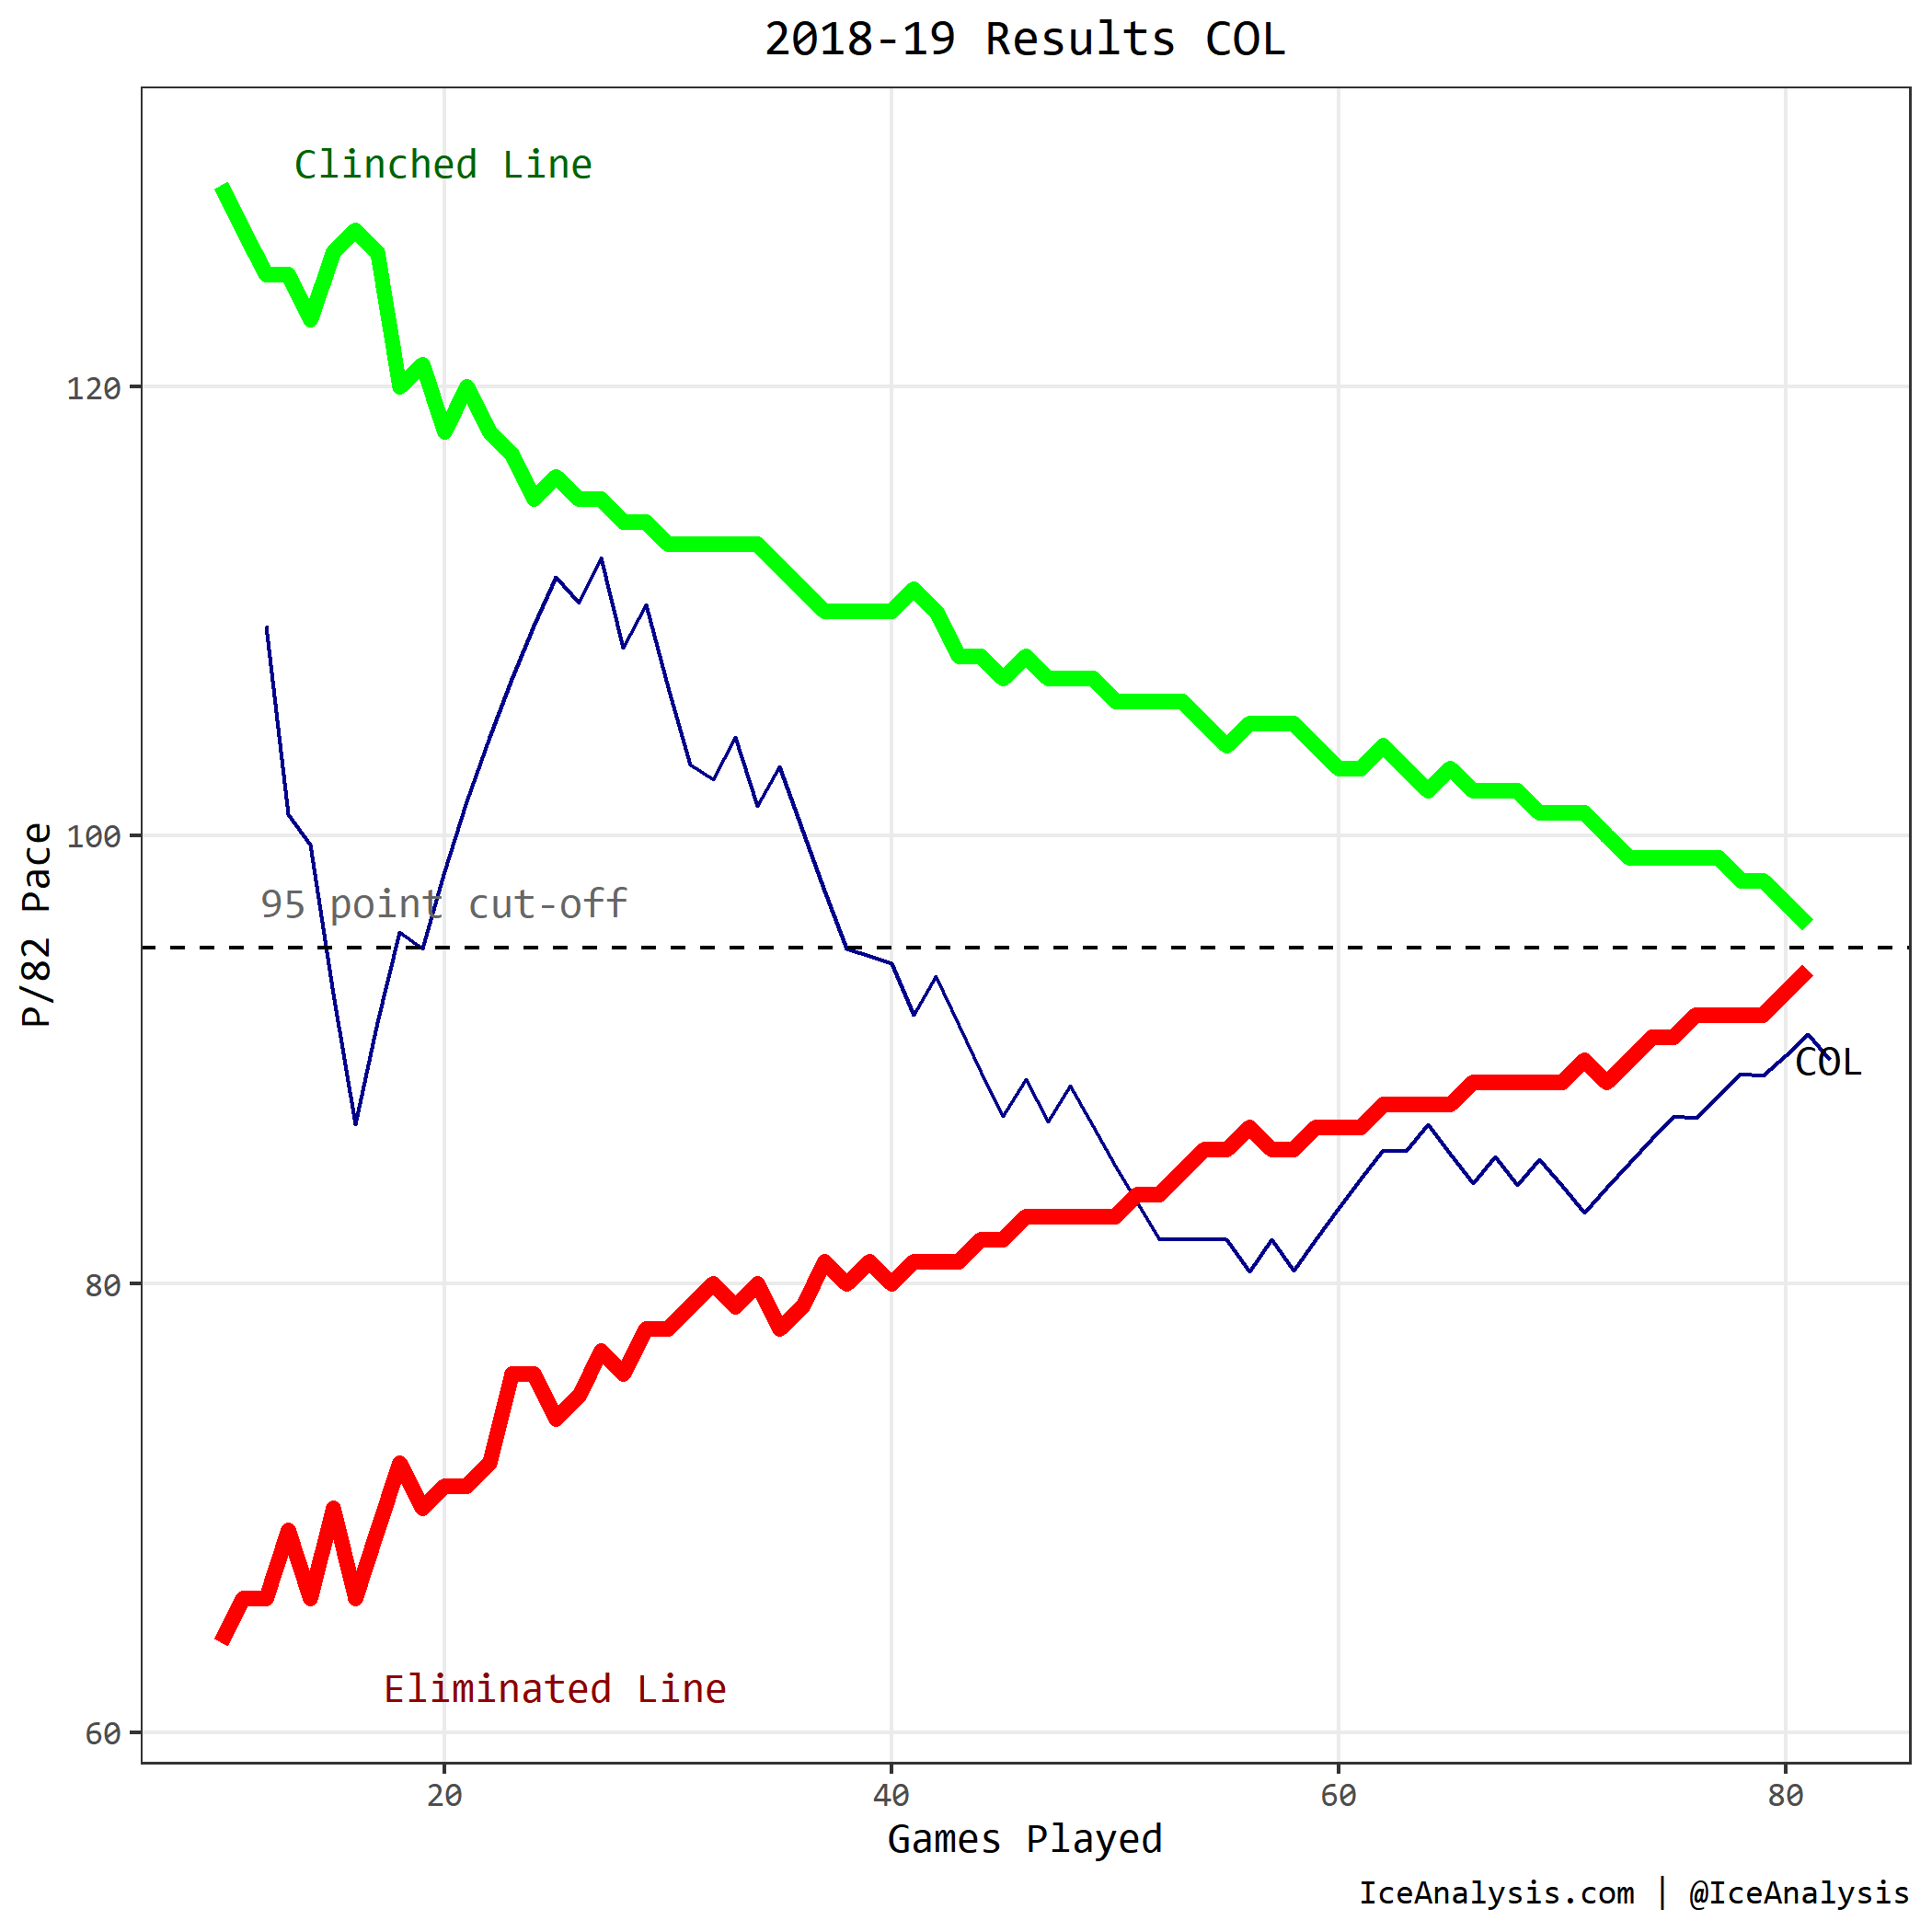 2018-19 Results COL
Clinched Line
120
100
95 point cut-off
P/82 Pace
COL
80
Eliminated Line
60
20 40 60 80
Games Played
IceAnalysis.com | @IceAnalysis